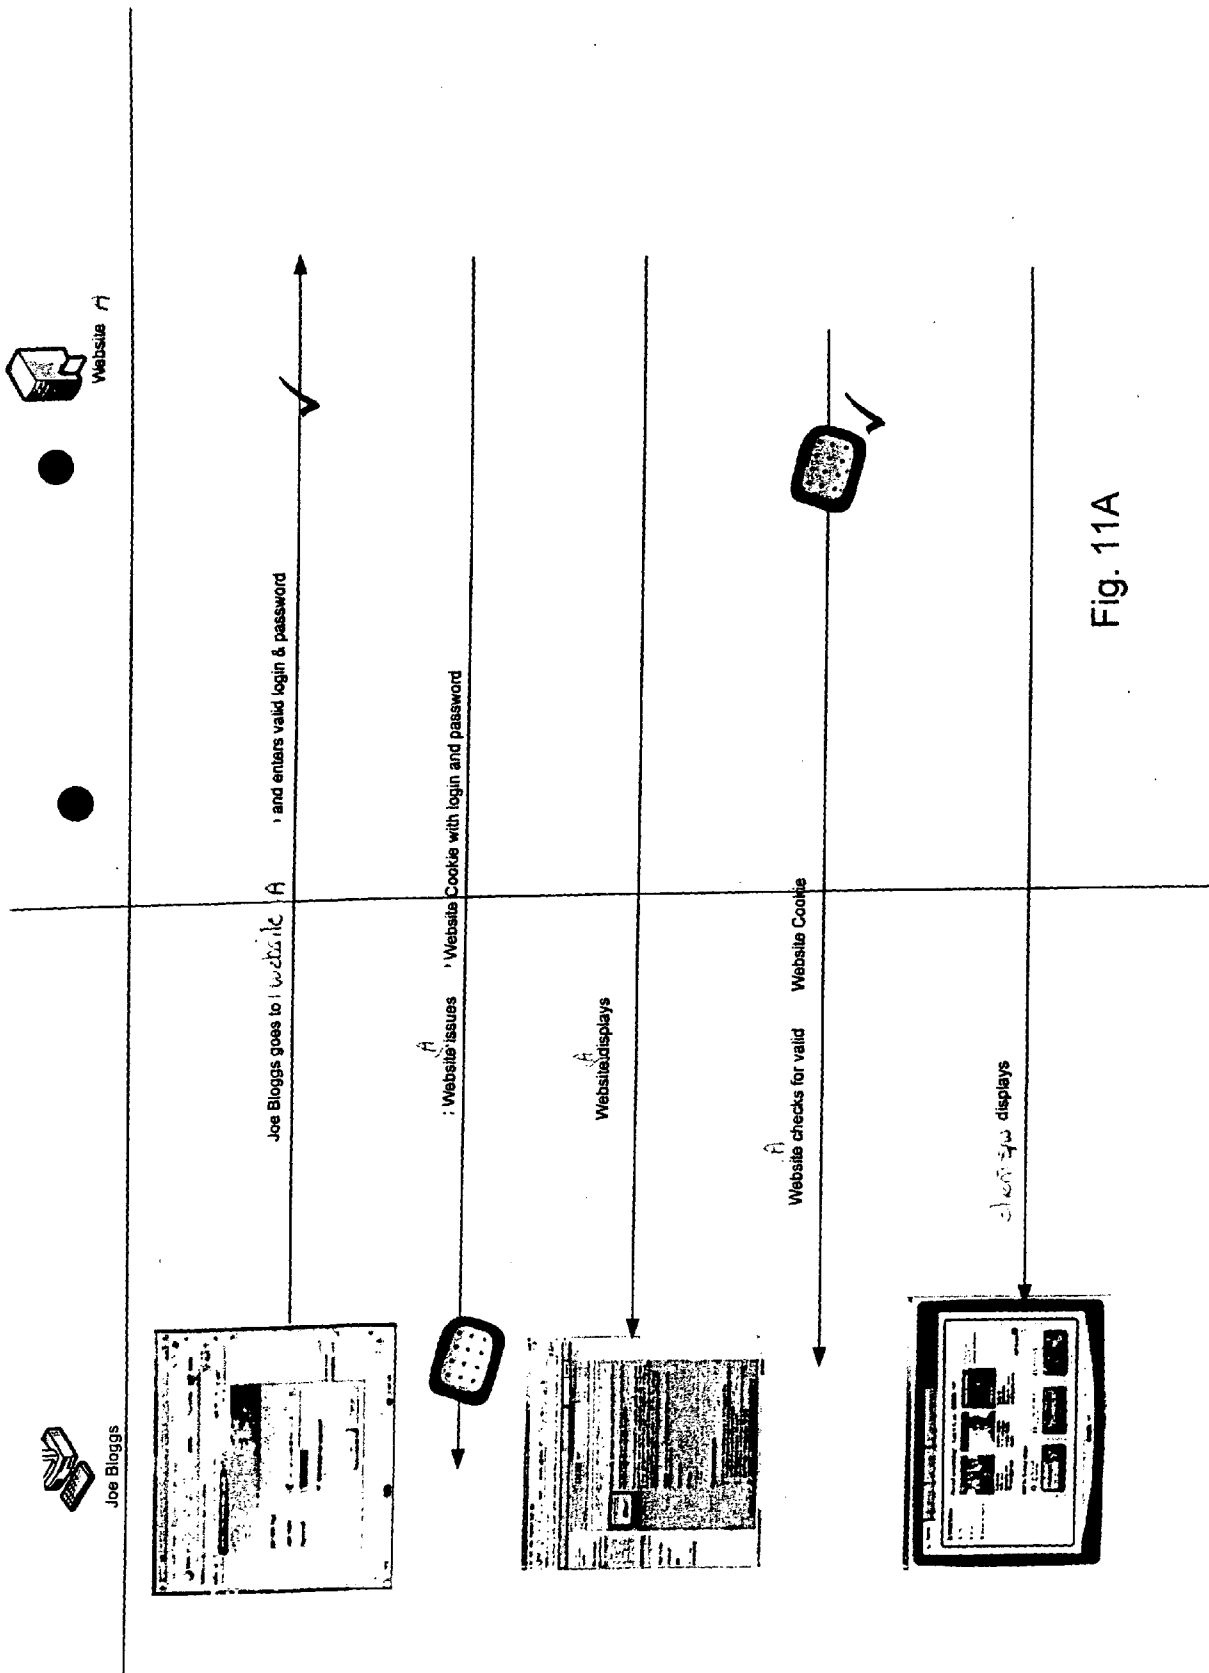 Joe Bloggs
Website A
Joe Bloggs goes to website A and enters valid login & password
A
Website issues Website Cookie with login and password
A
Website displays
A
Website checks for valid Website Cookie
displays
Fig. 11A